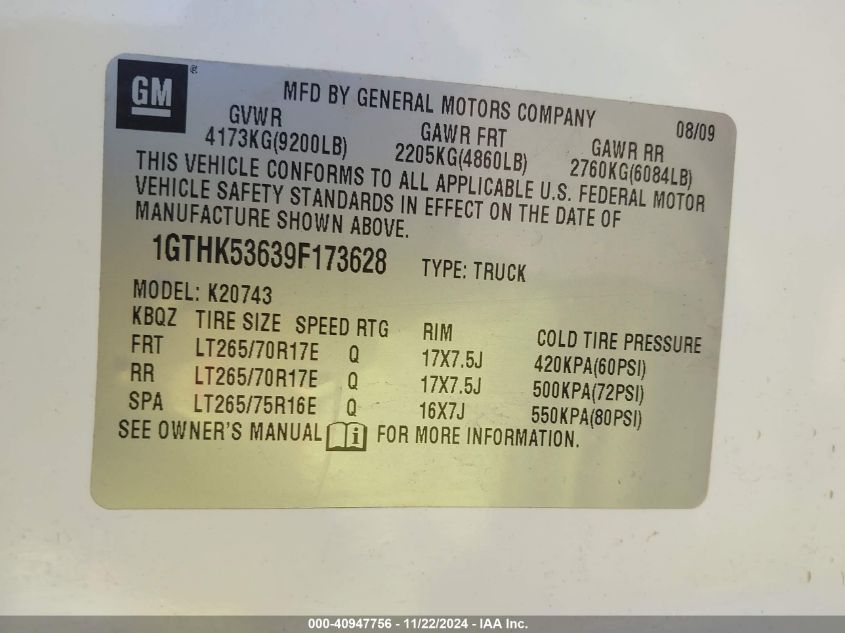 GM®
MFD BY GENERAL MOTORS COMPANY 08/09
GVWR GAWR FRT GAWR RR
4173KG(9200LB) 2205KG(4860LB) 2760KG(6084LB)
THIS VEHICLE CONFORMS TO ALL APPLICABLE U.S. FEDERAL MOTOR
VEHICLE SAFETY STANDARDS IN EFFECT ON THE DATE OF
MANUFACTURE SHOWN ABOVE.
1GTHK53639F173628 TYPE: TRUCK
MODEL: K20743
KBQZ TIRE SIZE SPEED RTG RIM COLD TIRE PRESSURE
FRT LT265/70R17E Q 17X7.5J 420KPA(60PSI)
RR LT265/70R17E Q 17X7.5J 500KPA(72PSI)
SPA LT265/75R16E Q 16X7J 550KPA(80PSI)
SEE OWNER'S MANUAL i FOR MORE INFORMATION.
000-40947756 - 11/22/2024 - IAA Inc.